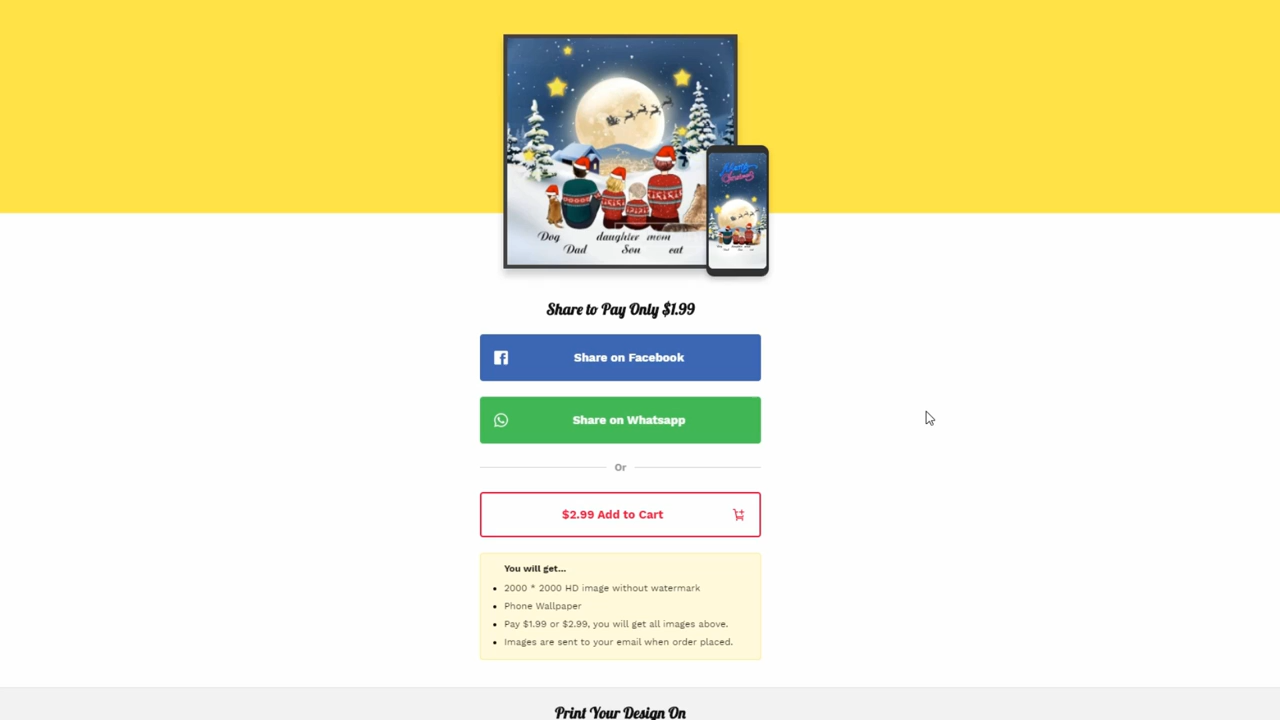 Merry
Christmas
Dog daughter mom
Dad Son cat
Share to Pay Only $1.99
Share on Facebook
Share on Whatsapp
Or
$2.99 Add to Cart
You will get...
2000 * 2000 HD image without watermark
Phone Wallpaper
Pay $1.99 or $2.99, you will get all images above.
Images are sent to your email when order placed.
Print Your Design On